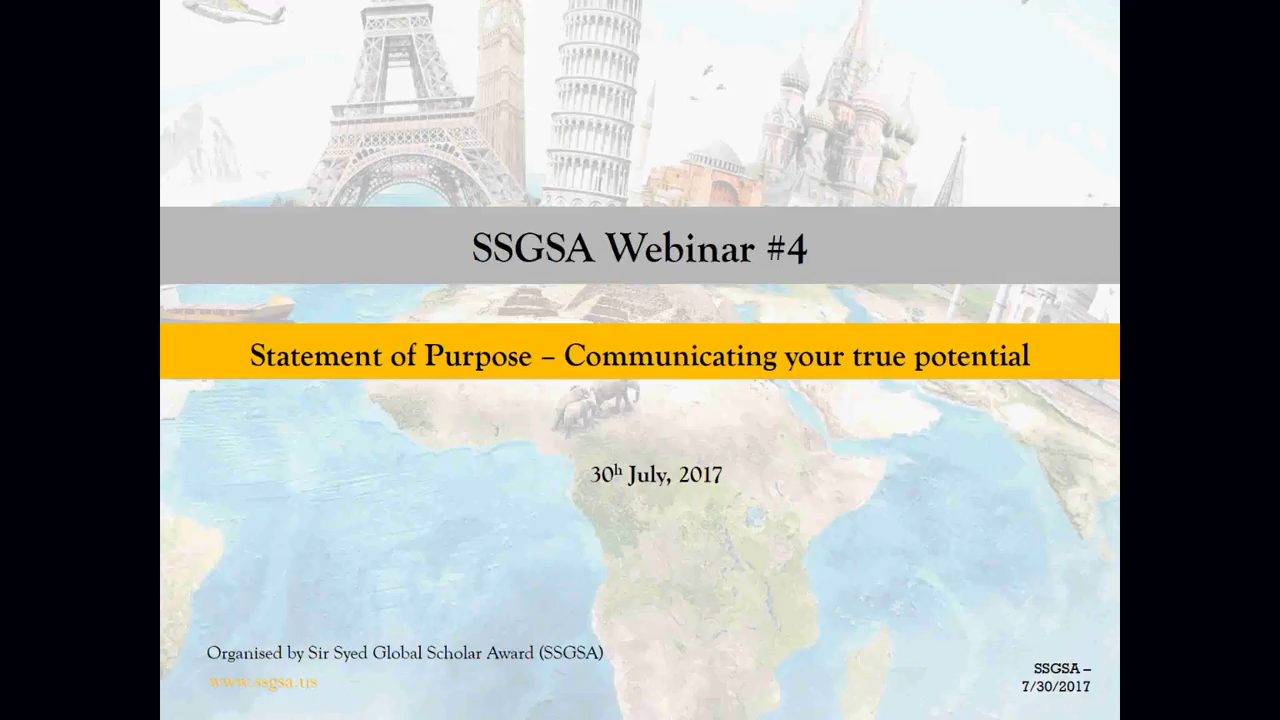 SSGSA Webinar #4
Statement of Purpose – Communicating your true potential
30h July, 2017
Organised by Sir Syed Global Scholar Award (SSGSA)
www.ssgsa.us
SSGSA –
7/30/2017